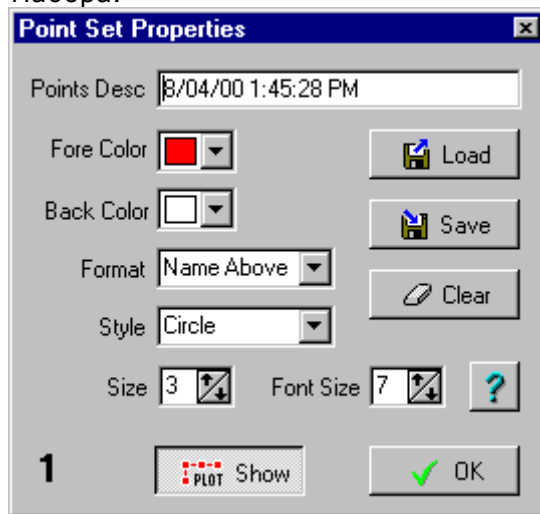 Набора.
Point Set Properties
Points Desc 8/04/00 1:45:28 PM
Fore Color
Load
Back Color
Save
Format Name Above
Clear
Style Circle
Size 3 Font Size 7 ?
1 PLOT Show OK